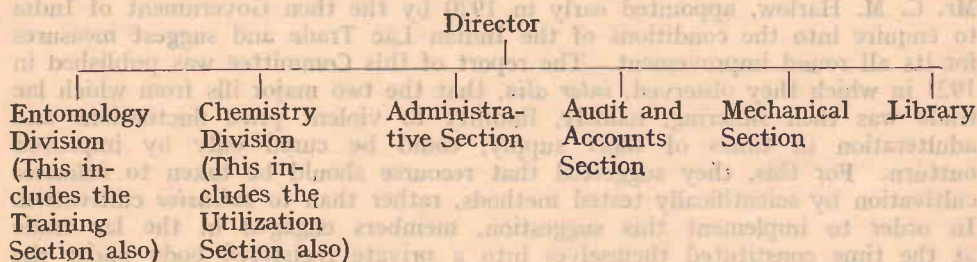 Director
Entomology
Division
(This in-
cludes the
Training
Section also)
Chemistry
Division
(This in-
cludes the
Utilization
Section also)
Administra-
tive Section
Audit and
Accounts
Section
Mechanical
Section
Library